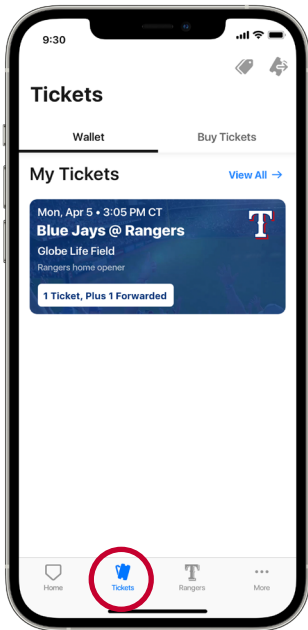 9:30
Tickets
Wallet Buy Tickets
My Tickets View All →
Mon, Apr 5 • 3:05 PM CT
Blue Jays @ Rangers
Globe Life Field
Rangers home opener
1 Ticket, Plus 1 Forwarded
Home Tickets Rangers More